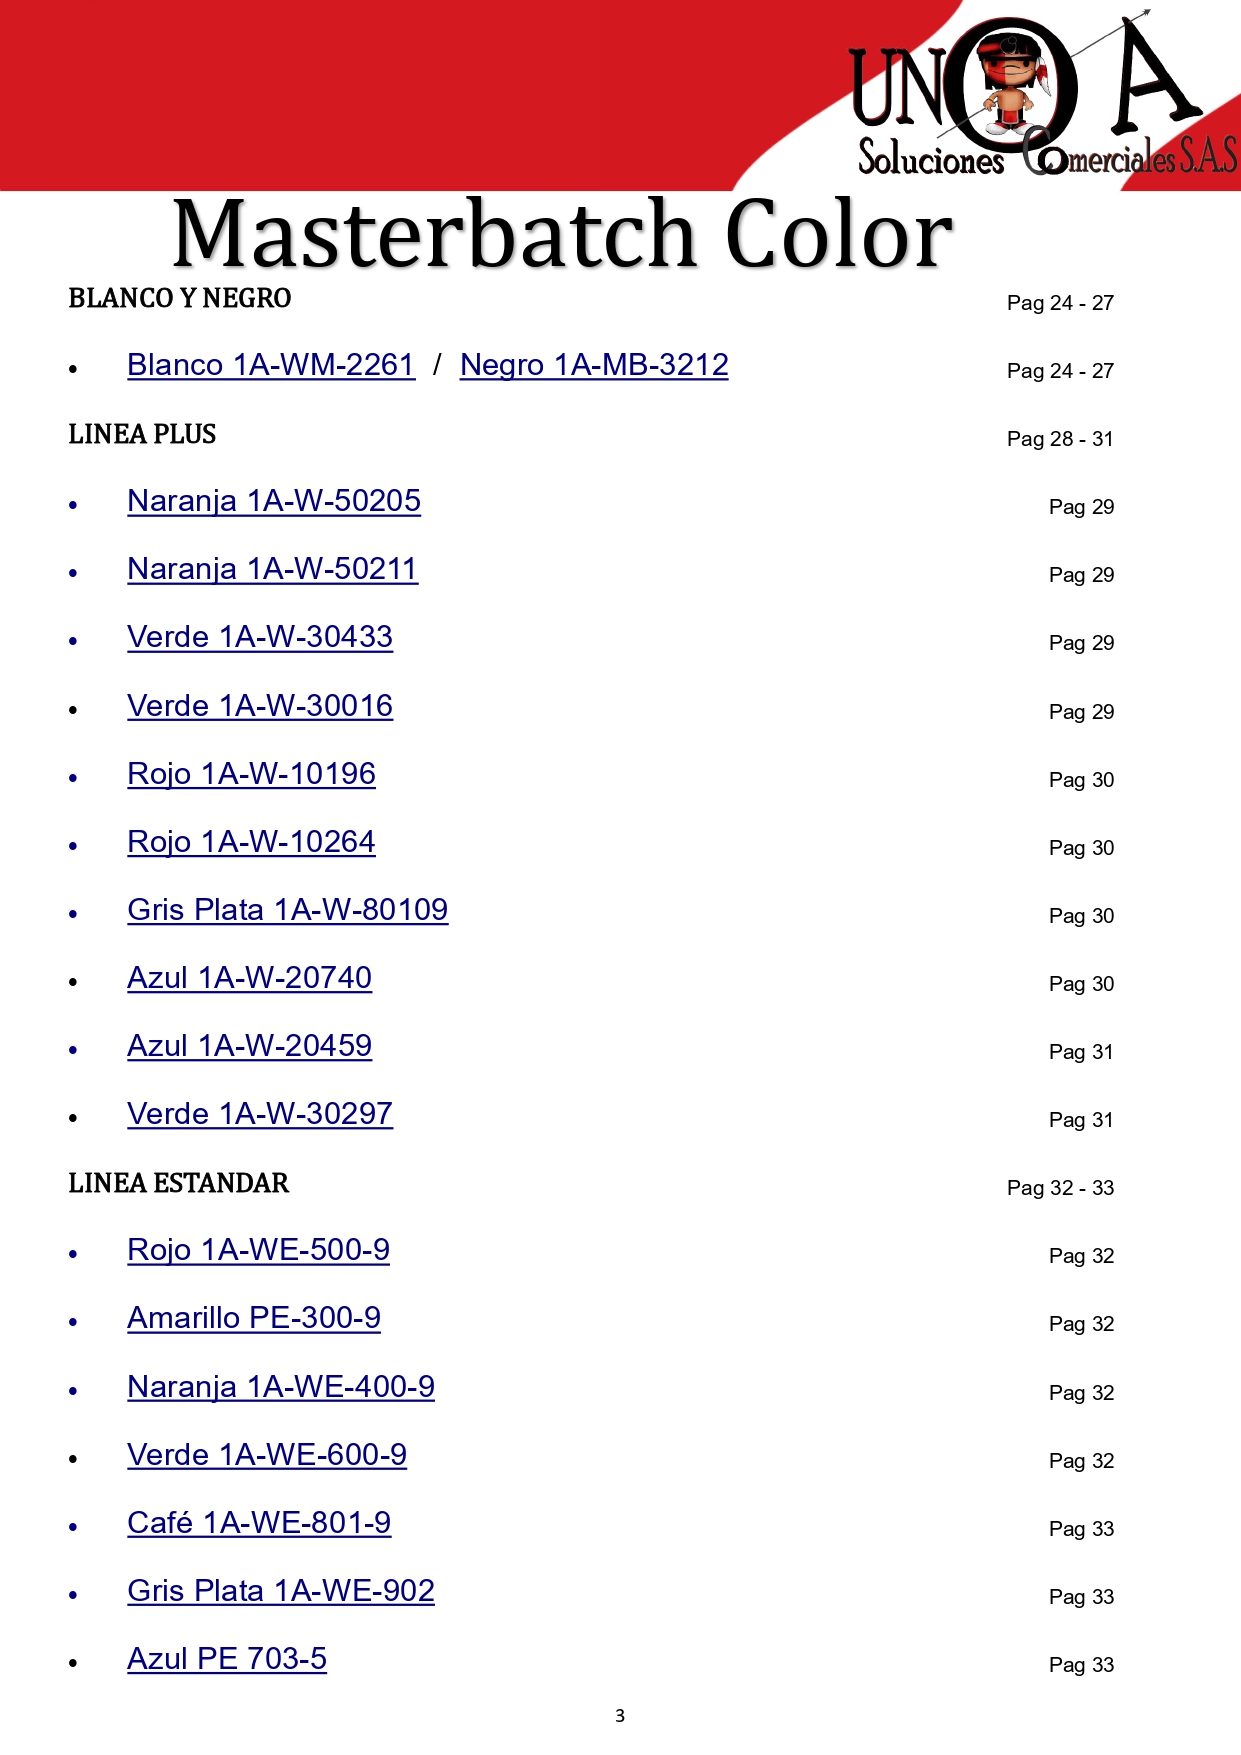 UNO A
Soluciones Comerciales S.A.S
Masterbatch Color
BLANCO Y NEGRO Pag 24 - 27
• Blanco 1A-WM-2261 / Negro 1A-MB-3212 Pag 24 - 27
LINEA PLUS Pag 28 - 31
• Naranja 1A-W-50205 Pag 29
• Naranja 1A-W-50211 Pag 29
• Verde 1A-W-30433 Pag 29
• Verde 1A-W-30016 Pag 29
• Rojo 1A-W-10196 Pag 30
• Rojo 1A-W-10264 Pag 30
• Gris Plata 1A-W-80109 Pag 30
• Azul 1A-W-20740 Pag 30
• Azul 1A-W-20459 Pag 31
• Verde 1A-W-30297 Pag 31
LINEA ESTANDAR Pag 32 - 33
• Rojo 1A-WE-500-9 Pag 32
• Amarillo PE-300-9 Pag 32
• Naranja 1A-WE-400-9 Pag 32
• Verde 1A-WE-600-9 Pag 32
• Café 1A-WE-801-9 Pag 33
• Gris Plata 1A-WE-902 Pag 33
• Azul PE 703-5 Pag 33
3